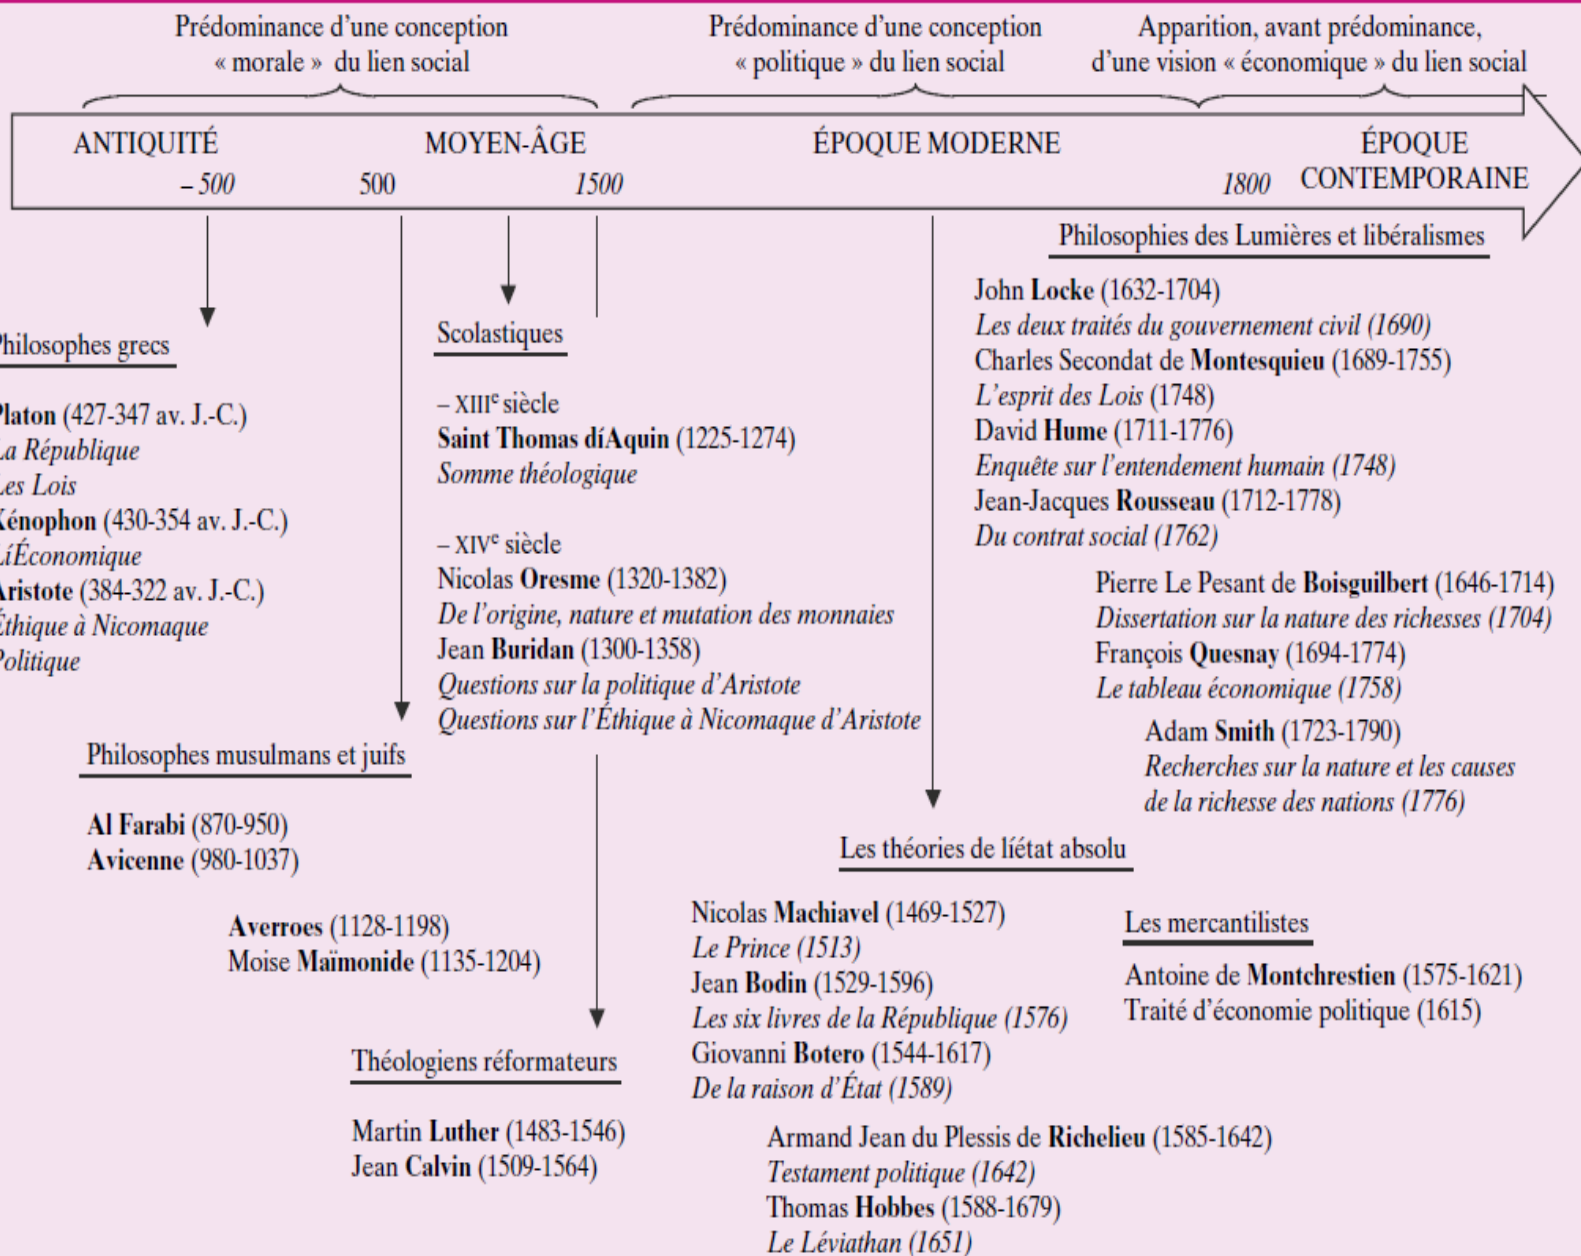 Prédominance d'une conception
« morale » du lien social
Prédominance d'une conception
« politique » du lien social
Apparition, avant prédominance,
d'une vision « économique » du lien social
ANTIQUITÉ
MOYEN-ÂGE
ÉPOQUE MODERNE
ÉPOQUE
CONTEMPORAINE
– 500
500
1500
1800
Philosophes grecs
Platon (427-347 av. J.-C.)
La République
Les Lois
Xénophon (430-354 av. J.-C.)
LíÉconomique
Aristote (384-322 av. J.-C.)
Éthique à Nicomaque
Politique
Philosophes musulmans et juifs
Al Farabi (870-950)
Avicenne (980-1037)
Averroes (1128-1198)
Moise Maïmonide (1135-1204)
Scolastiques
– XIIIe siècle
Saint Thomas díAquin (1225-1274)
Somme théologique
– XIVe siècle
Nicolas Oresme (1320-1382)
De l'origine, nature et mutation des monnaies
Jean Buridan (1300-1358)
Questions sur la politique d'Aristote
Questions sur l'Éthique à Nicomaque d'Aristote
Théologiens réformateurs
Martin Luther (1483-1546)
Jean Calvin (1509-1564)
Les théories de líétat absolu
Nicolas Machiavel (1469-1527)
Le Prince (1513)
Jean Bodin (1529-1596)
Les six livres de la République (1576)
Giovanni Botero (1544-1617)
De la raison d'État (1589)
Armand Jean du Plessis de Richelieu (1585-1642)
Testament politique (1642)
Thomas Hobbes (1588-1679)
Le Léviathan (1651)
Les mercantilistes
Antoine de Montchrestien (1575-1621)
Traité d'économie politique (1615)
Philosophies des Lumières et libéralismes
John Locke (1632-1704)
Les deux traités du gouvernement civil (1690)
Charles Secondat de Montesquieu (1689-1755)
L'esprit des Lois (1748)
David Hume (1711-1776)
Enquête sur l'entendement humain (1748)
Jean-Jacques Rousseau (1712-1778)
Du contrat social (1762)
Pierre Le Pesant de Boisguilbert (1646-1714)
Dissertation sur la nature des richesses (1704)
François Quesnay (1694-1774)
Le tableau économique (1758)
Adam Smith (1723-1790)
Recherches sur la nature et les causes
de la richesse des nations (1776)